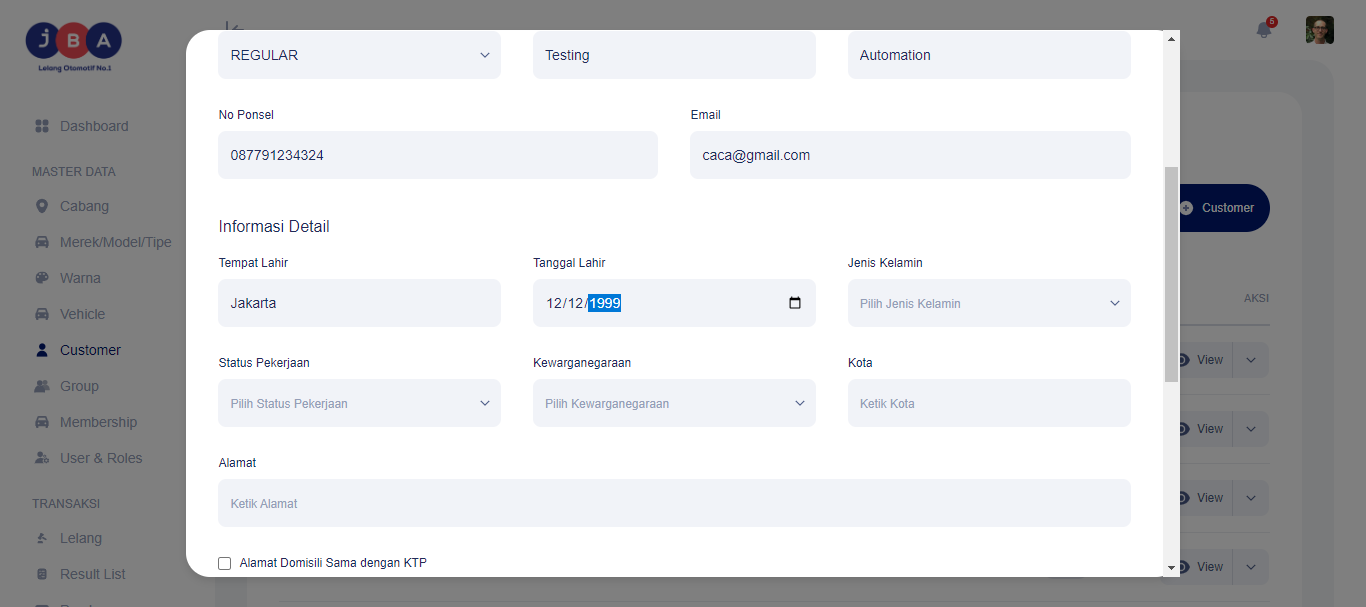 JBA
Lelang Otomotif No.1
6
Dashboard
MASTER DATA
Cabang
Merek/Model/Tipe
Warna
Vehicle
Customer
Group
Membership
User & Roles
TRANSAKSI
Lelang
Result List
REGULAR
Testing
Automation
No Ponsel
Email
087791234324
caca@gmail.com
Informasi Detail
Tempat Lahir
Tanggal Lahir
Jenis Kelamin
Jakarta
12/12/1999
Pilih Jenis Kelamin
Status Pekerjaan
Kewarganegaraan
Kota
Pilih Status Pekerjaan
Pilih Kewarganegaraan
Ketik Kota
Alamat
Ketik Alamat
Alamat Domisili Sama dengan KTP
Customer
AKSI
View
View
View
View